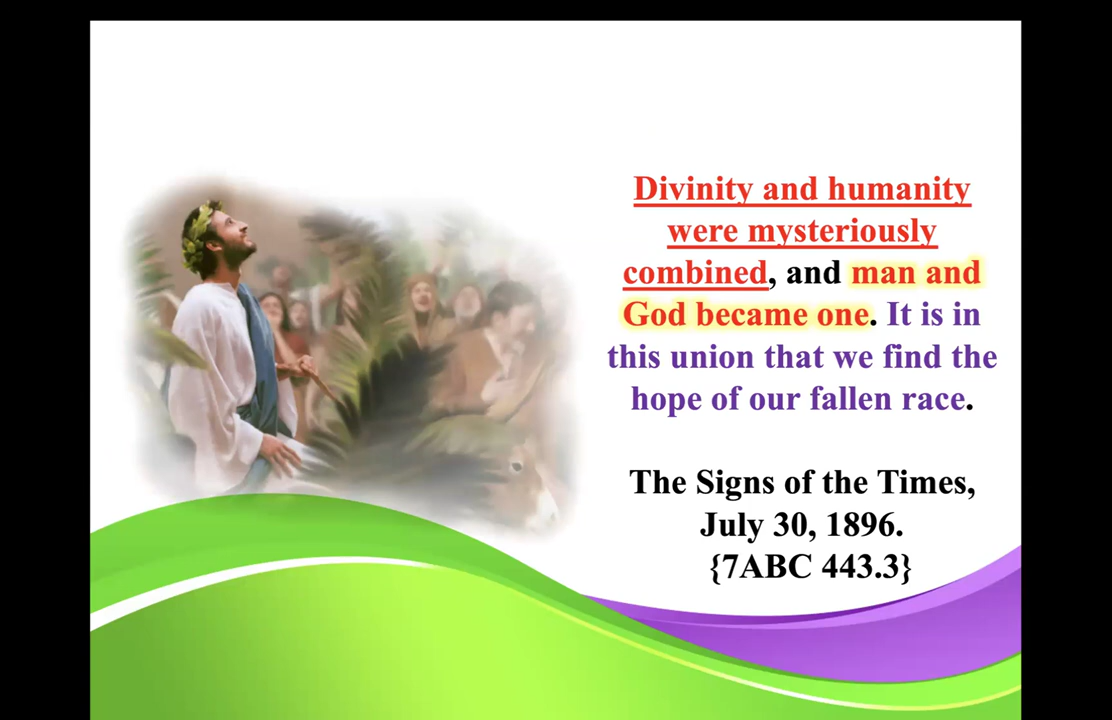 Divinity and humanity
were mysteriously
combined, and man and
God became one. It is in
this union that we find the
hope of our fallen race.
The Signs of the Times,
July 30, 1896.
{7ABC 443.3}